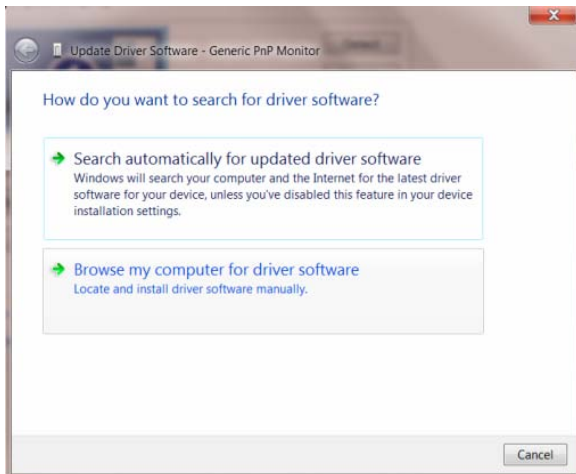 Update Driver Software - Generic PnP Monitor
How do you want to search for driver software?
Search automatically for updated driver software
Windows will search your computer and the Internet for the latest driver
software for your device, unless you've disabled this feature in your device
installation settings.
Browse my computer for driver software
Locate and install driver software manually.
Cancel